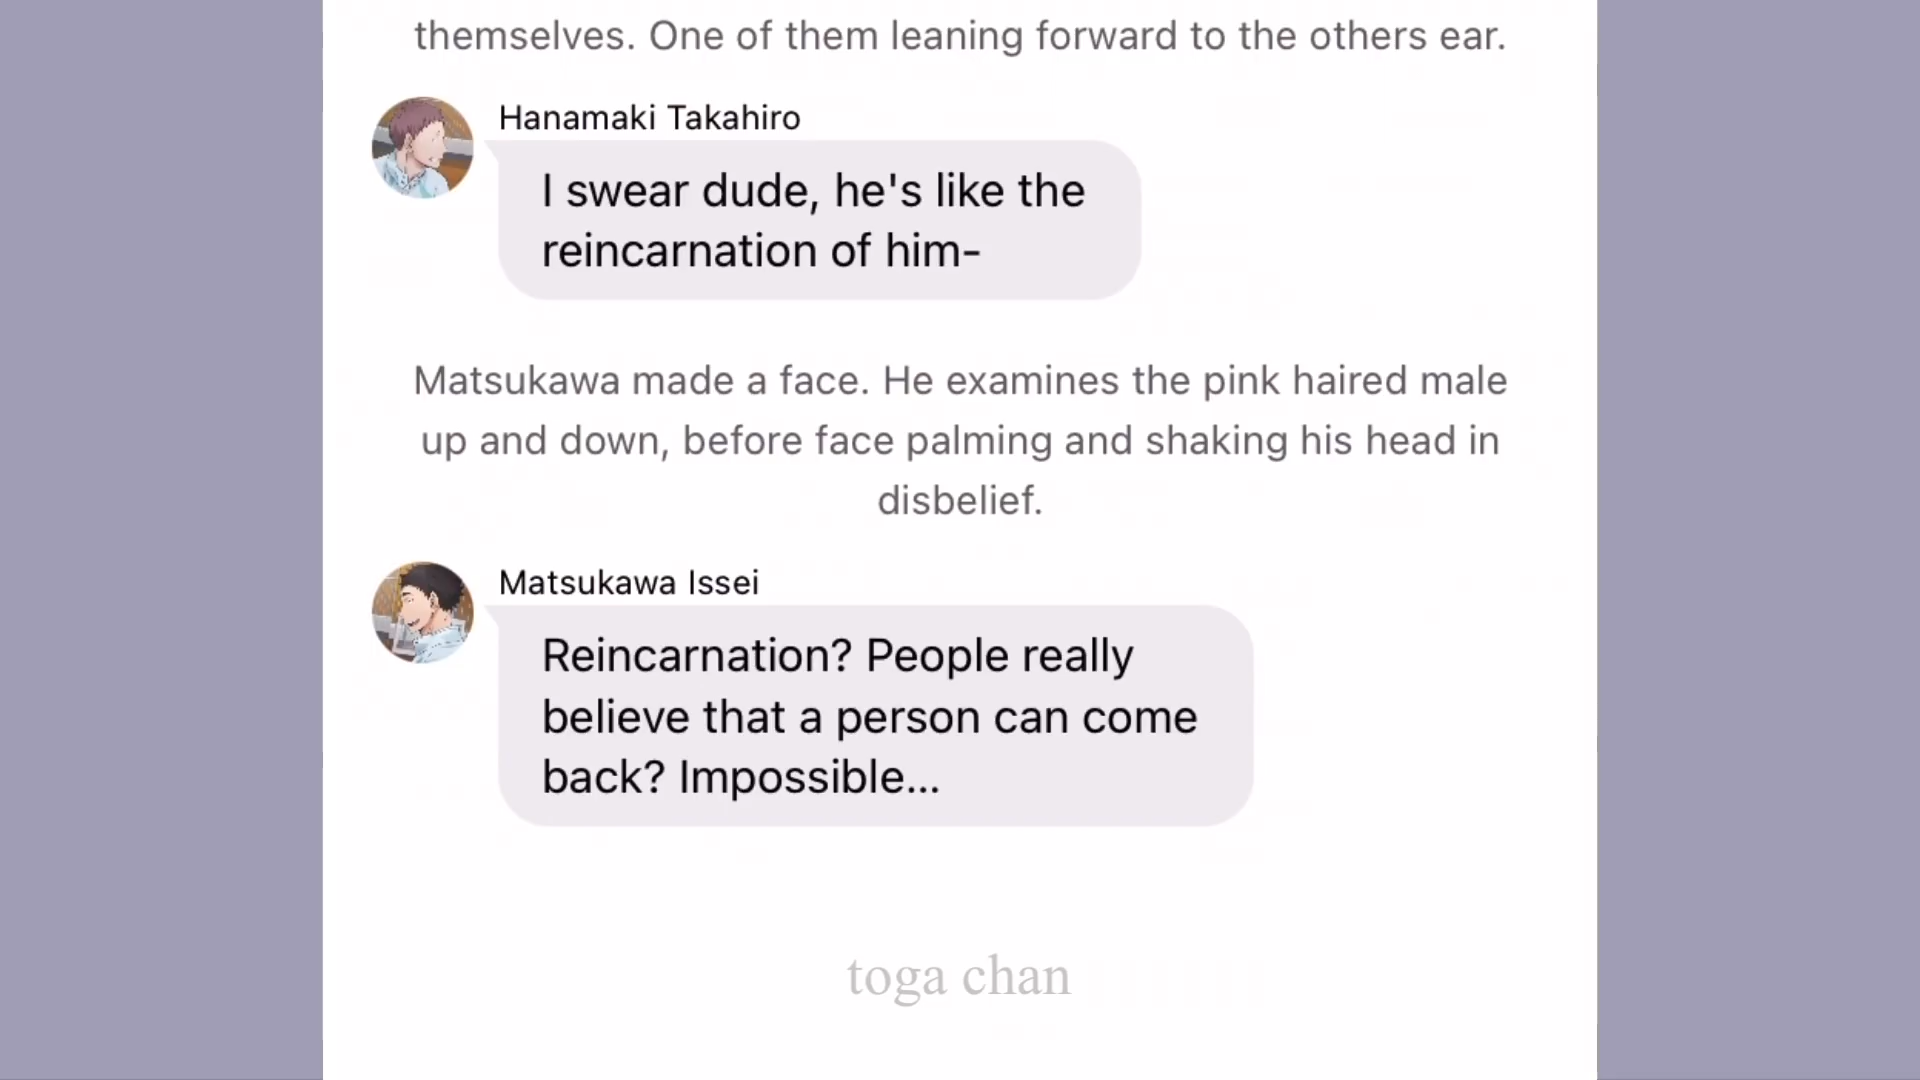 themselves. One of them leaning forward to the others ear.
Hanamaki Takahiro
I swear dude, he's like the
reincarnation of him-
Matsukawa made a face. He examines the pink haired male
up and down, before face palming and shaking his head in
disbelief.
Matsukawa Issei
Reincarnation? People really
believe that a person can come
back? Impossible...
toga chan